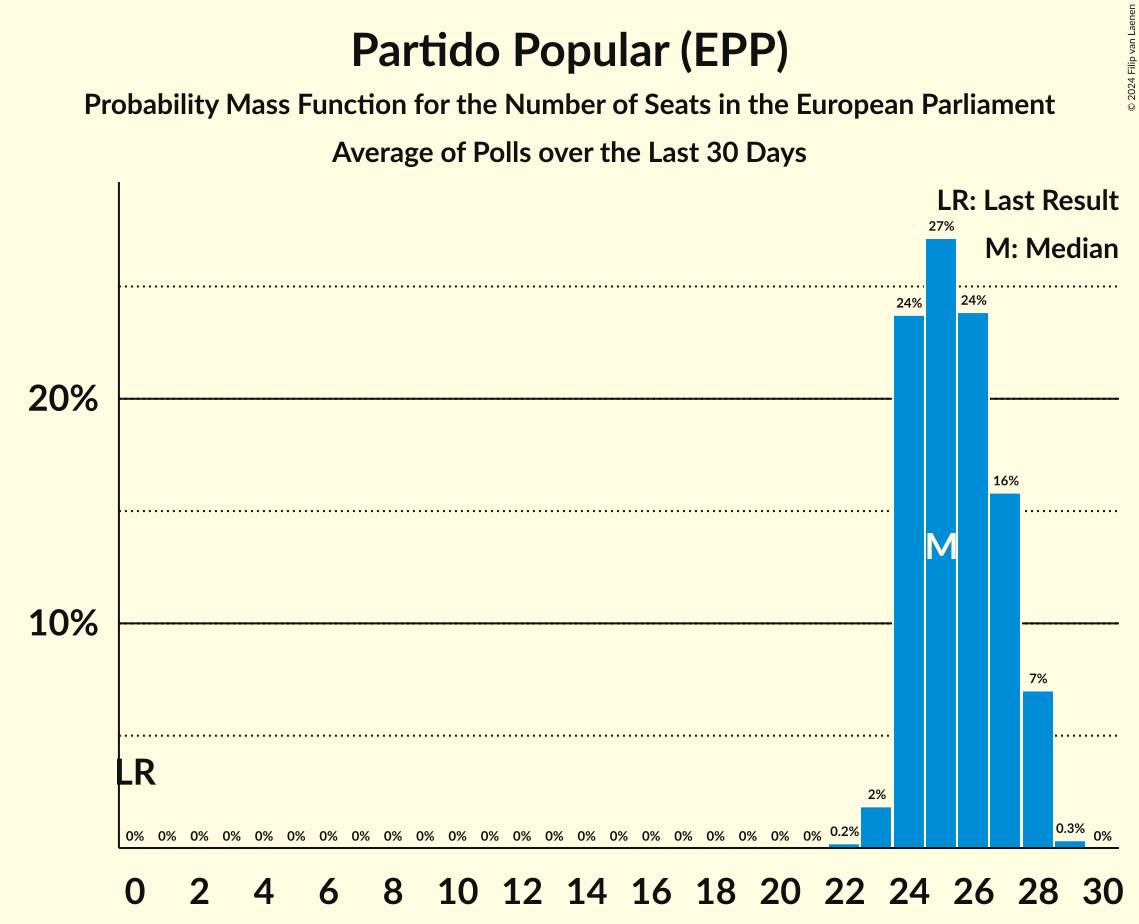 Partido Popular (EPP)
Probability Mass Function for the Number of Seats in the European Parliament
Average of Polls over the Last 30 Days
© 2024 Filip van Laenen
LR: Last Result
M: Median
27%
24% 24%
20%
16%
M
10%
7%
LR
2%
0% 0% 0% 0% 0% 0% 0% 0% 0% 0% 0% 0% 0% 0% 0% 0% 0% 0% 0% 0% 0% 0% 0.2% 0.3% 0%
0 2 4 6 8 10 12 14 16 18 20 22 24 26 28 30